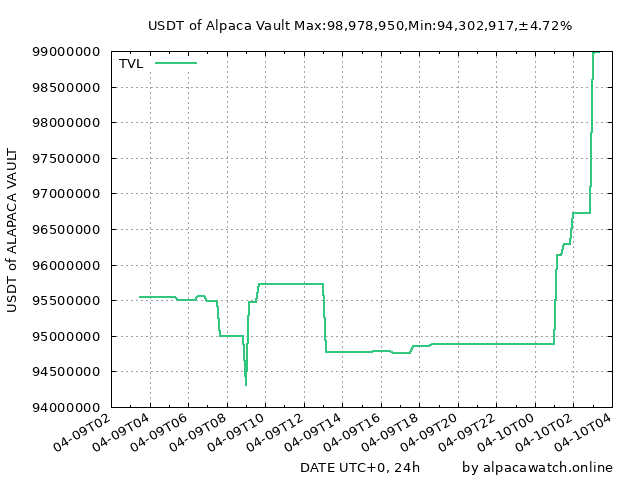 USDT of Alpaca Vault Max:98,978,950,Min:94,302,917,±4.72%
TVL
99000000
98500000
98000000
97500000
97000000
96500000
96000000
95500000
95000000
94500000
94000000
USDT of ALAPACA VAULT
04-09T02
04-09T04
04-09T06
04-09T08
04-09T10
04-09T12
04-09T14
04-09T16
04-09T18
04-09T20
04-09T22
04-10T00
04-10T02
04-10T04
DATE UTC+0, 24h
by alpacawatch.online